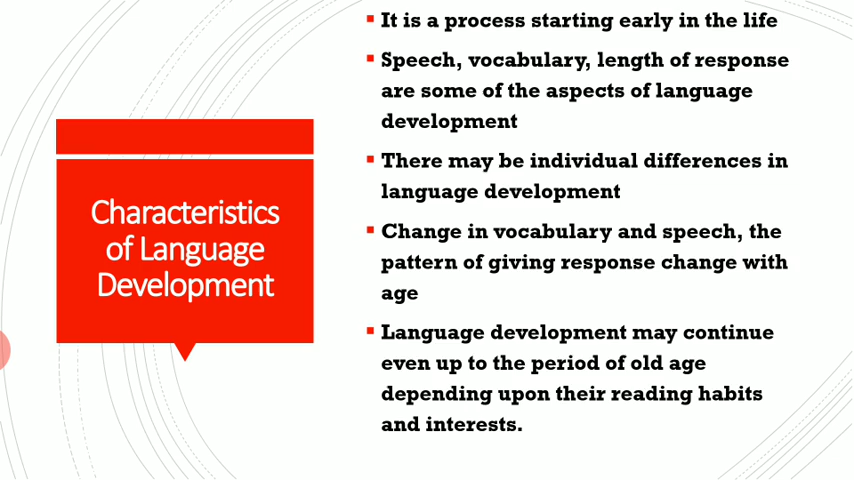 Characteristics
of Language
Development
It is a process starting early in the life
Speech, vocabulary, length of response
are some of the aspects of language
development
There may be individual differences in
language development
Change in vocabulary and speech, the
pattern of giving response change with
age
Language development may continue
even up to the period of old age
depending upon their reading habits
and interests.